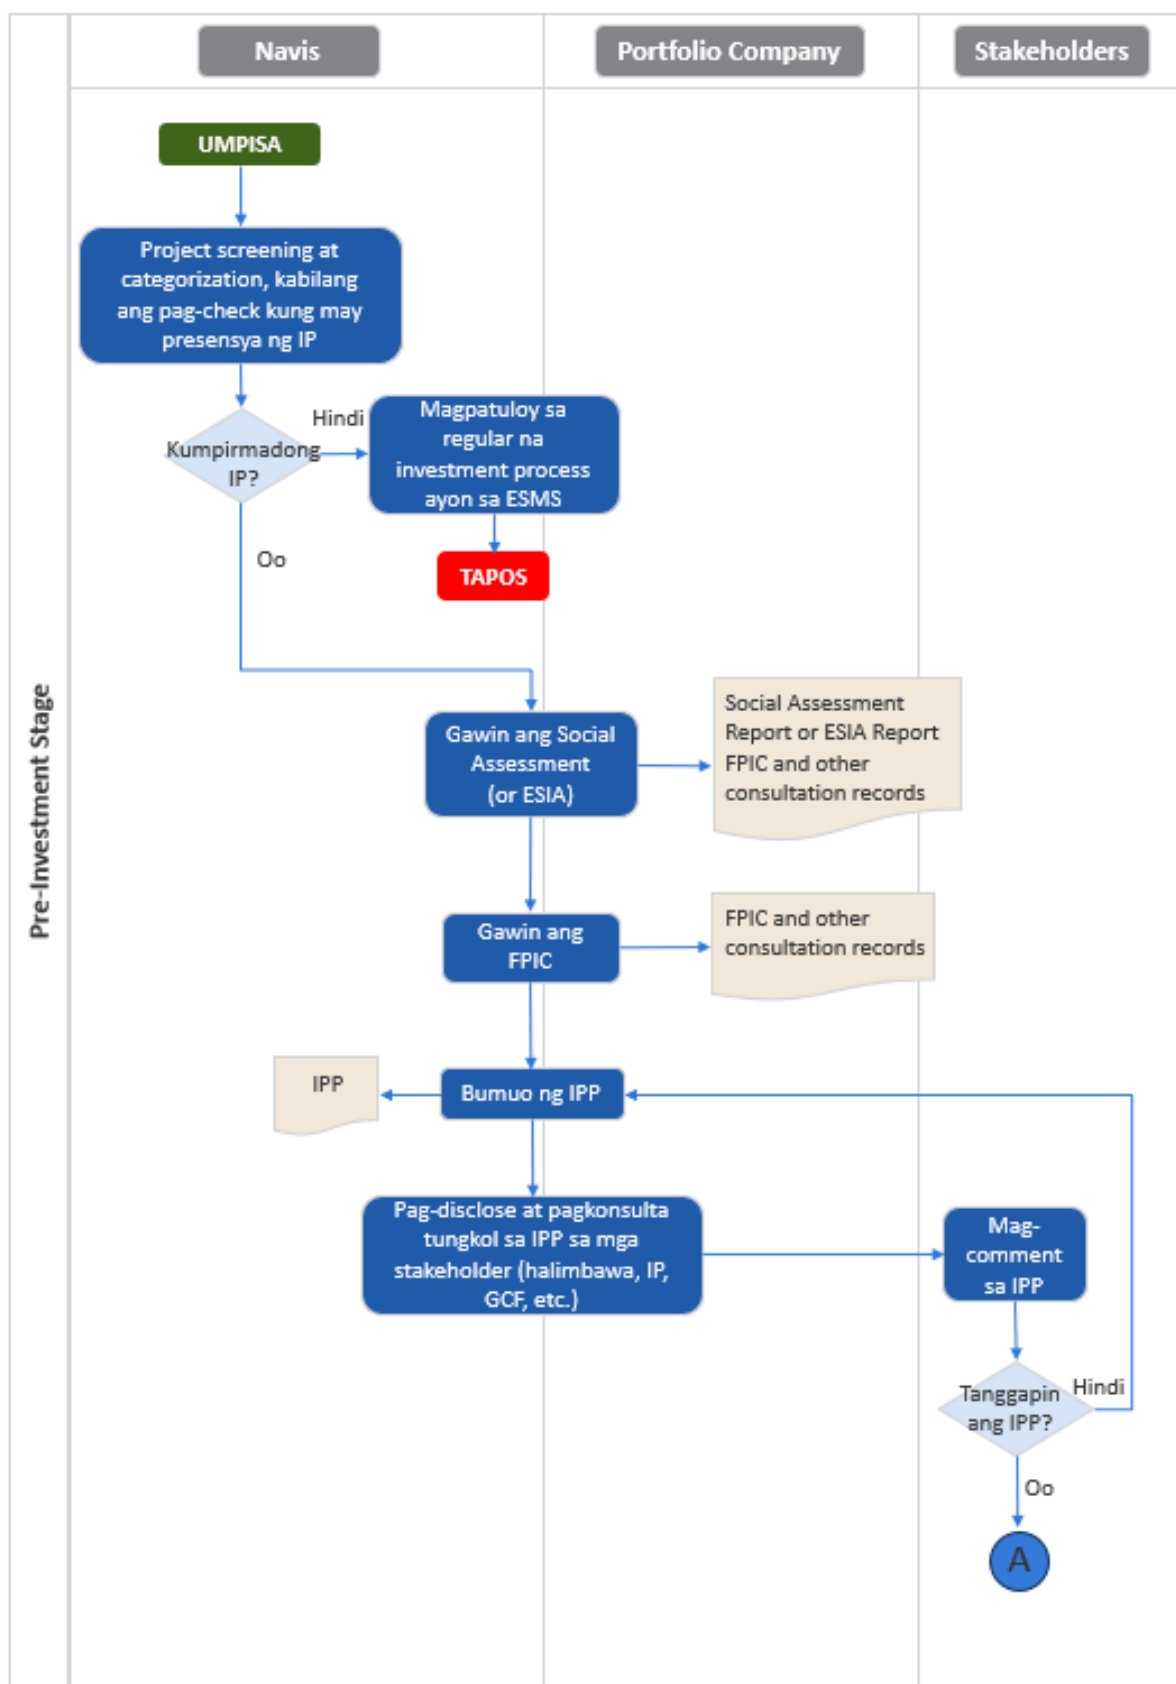 Navis
Portfolio Company
Stakeholders
Pre-Investment Stage
UMPISA
Project screening at
categorization, kabilang
ang pag-check kung may
presensya ng IP
Kumpirmadong
IP?
Hindi
Magpatuloy sa
regular na
investment process
ayon sa ESMS
Oo
TAPOS
Gawin ang Social
Assessment
(or ESIA)
Social Assessment
Report or ESIA Report
FPIC and other
consultation records
Gawin ang
FPIC
FPIC and other
consultation records
IPP
Bumuo ng IPP
Pag-disclose at pagkonsulta
tungkol sa IPP sa mga
stakeholder (halimbawa, IP,
GCF, etc.)
Mag-
comment
sa IPP
Tanggapin
ang IPP?
Hindi
Oo
A